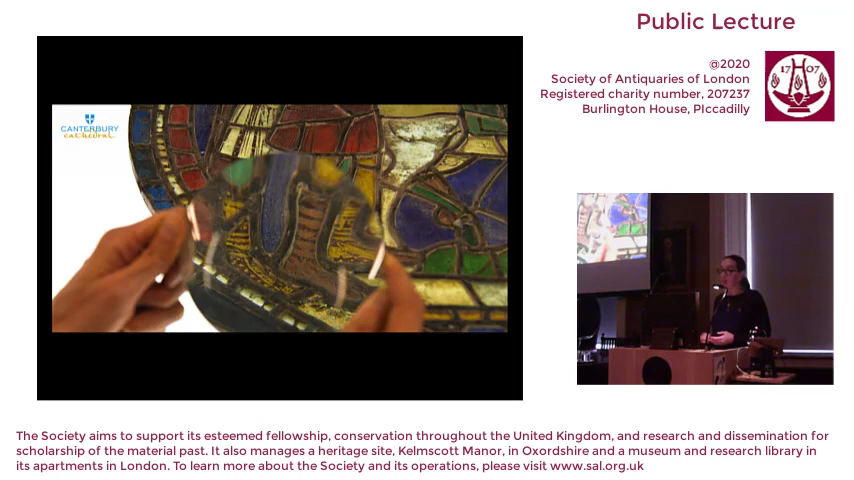 Public Lecture
@2020
Society of Antiquaries of London
Registered charity number, 207237
Burlington House, PIccadilly
17 07
CANTERBURY
cathedral
The Society aims to support its esteemed fellowship, conservation throughout the United Kingdom, and research and dissemination for
scholarship of the material past. It also manages a heritage site, Kelmscott Manor, in Oxordshire and a museum and research library in
its apartments in London. To learn more about the Society and its operations, please visit www.sal.org.uk